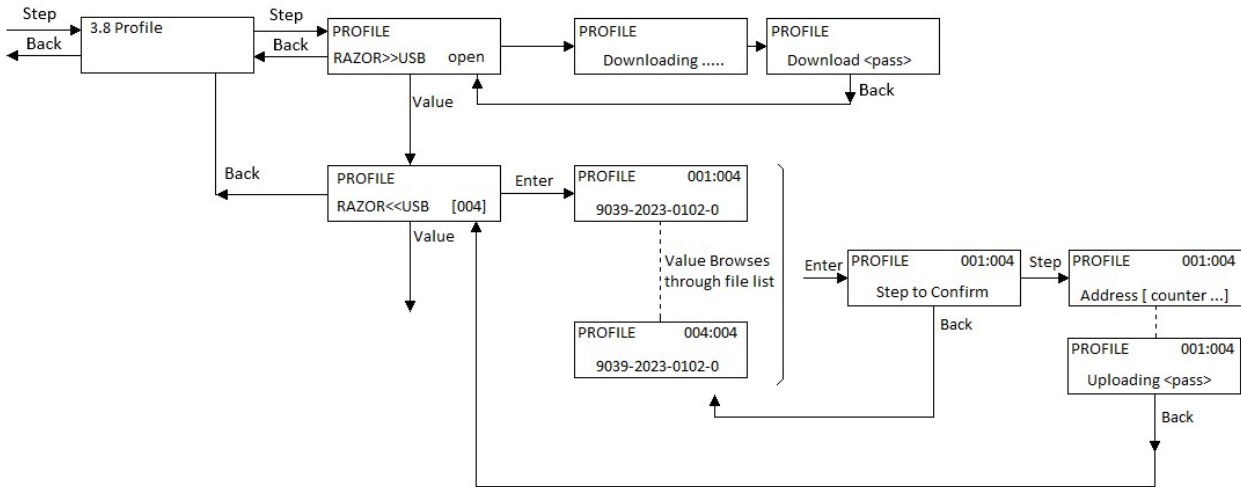 Step
Back
3.8 Profile
Step
Back
PROFILE
RAZOR>>USB open
PROFILE
Downloading .....
PROFILE
Download <pass>
Back
Value
Back
PROFILE
RAZOR<<USB [004]
Enter
PROFILE 001:004
9039-2023-0102-0
Value
Value Browses
through file list
PROFILE 004:004
9039-2023-0102-0
Enter
PROFILE 001:004
Step to Confirm
Step
PROFILE 001:004
Address [ counter ...]
Back
PROFILE 001:004
Uploading <pass>
Back